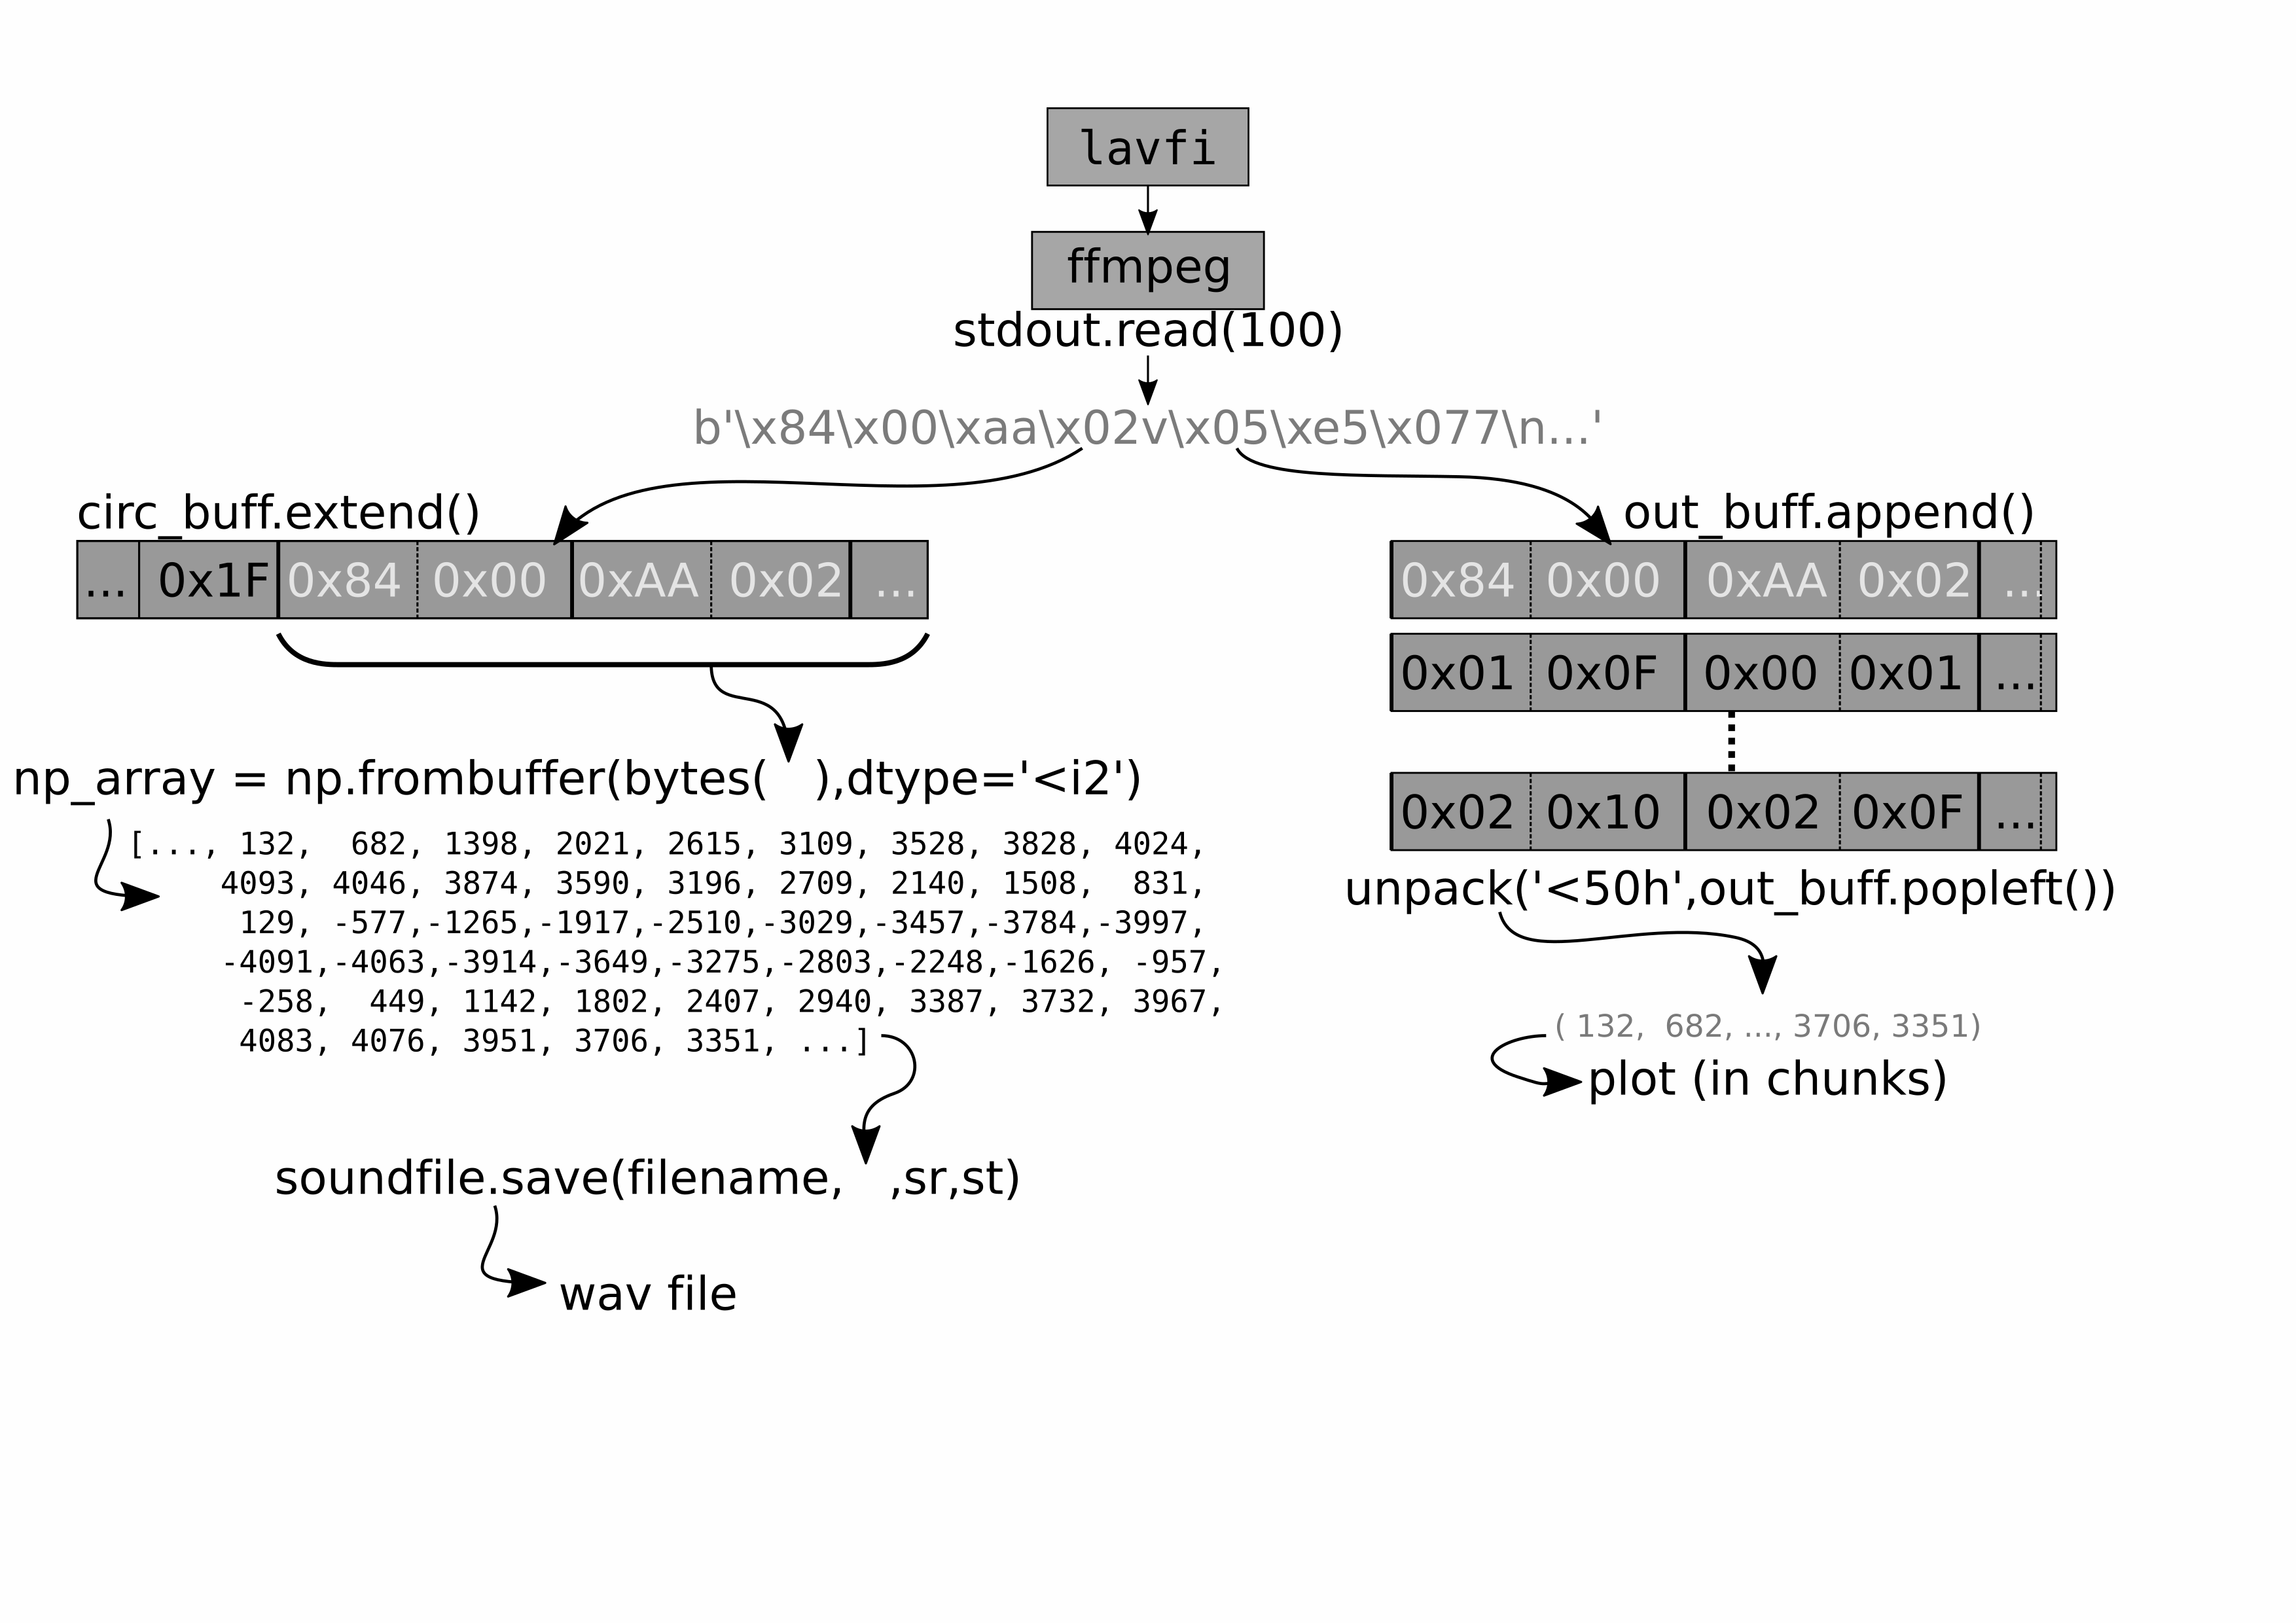 lavfi
ffmpeg
stdout.read(100)
b'\x84\x00\xaa\x02v\x05\xe5\x077\n...'
circ_buff.extend()
... 0x1F 0x84 0x00 0xAA 0x02 ...
np_array = np.frombuffer(bytes( ),dtype='<i2')
[..., 132, 682, 1398, 2021, 2615, 3109, 3528, 3828, 4024,
4093, 4046, 3874, 3590, 3196, 2709, 2140, 1508, 831,
129, -577,-1265,-1917,-2510,-3029,-3457,-3784,-3997,
-4091,-4063,-3914,-3649,-3275,-2803,-2248,-1626, -957,
-258, 449, 1142, 1802, 2407, 2940, 3387, 3732, 3967,
4083, 4076, 3951, 3706, 3351, ...]
soundfile.save(filename, ,sr,st)
wav file
out_buff.append()
0x84 0x00 0xAA 0x02 ...
0x01 0x0F 0x00 0x01 ...
0x02 0x10 0x02 0x0F ...
unpack('<50h',out_buff.popleft())
( 132, 682, ..., 3706, 3351)
plot (in chunks)